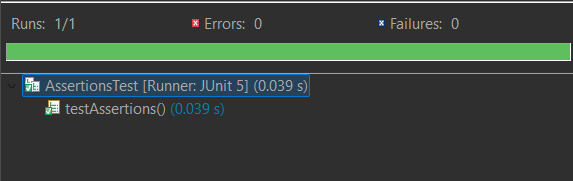 Runs: 1/1 Errors: 0 Failures: 0
AssertionsTest [Runner: JUnit 5] (0.039 s)
testAssertions() (0.039 s)